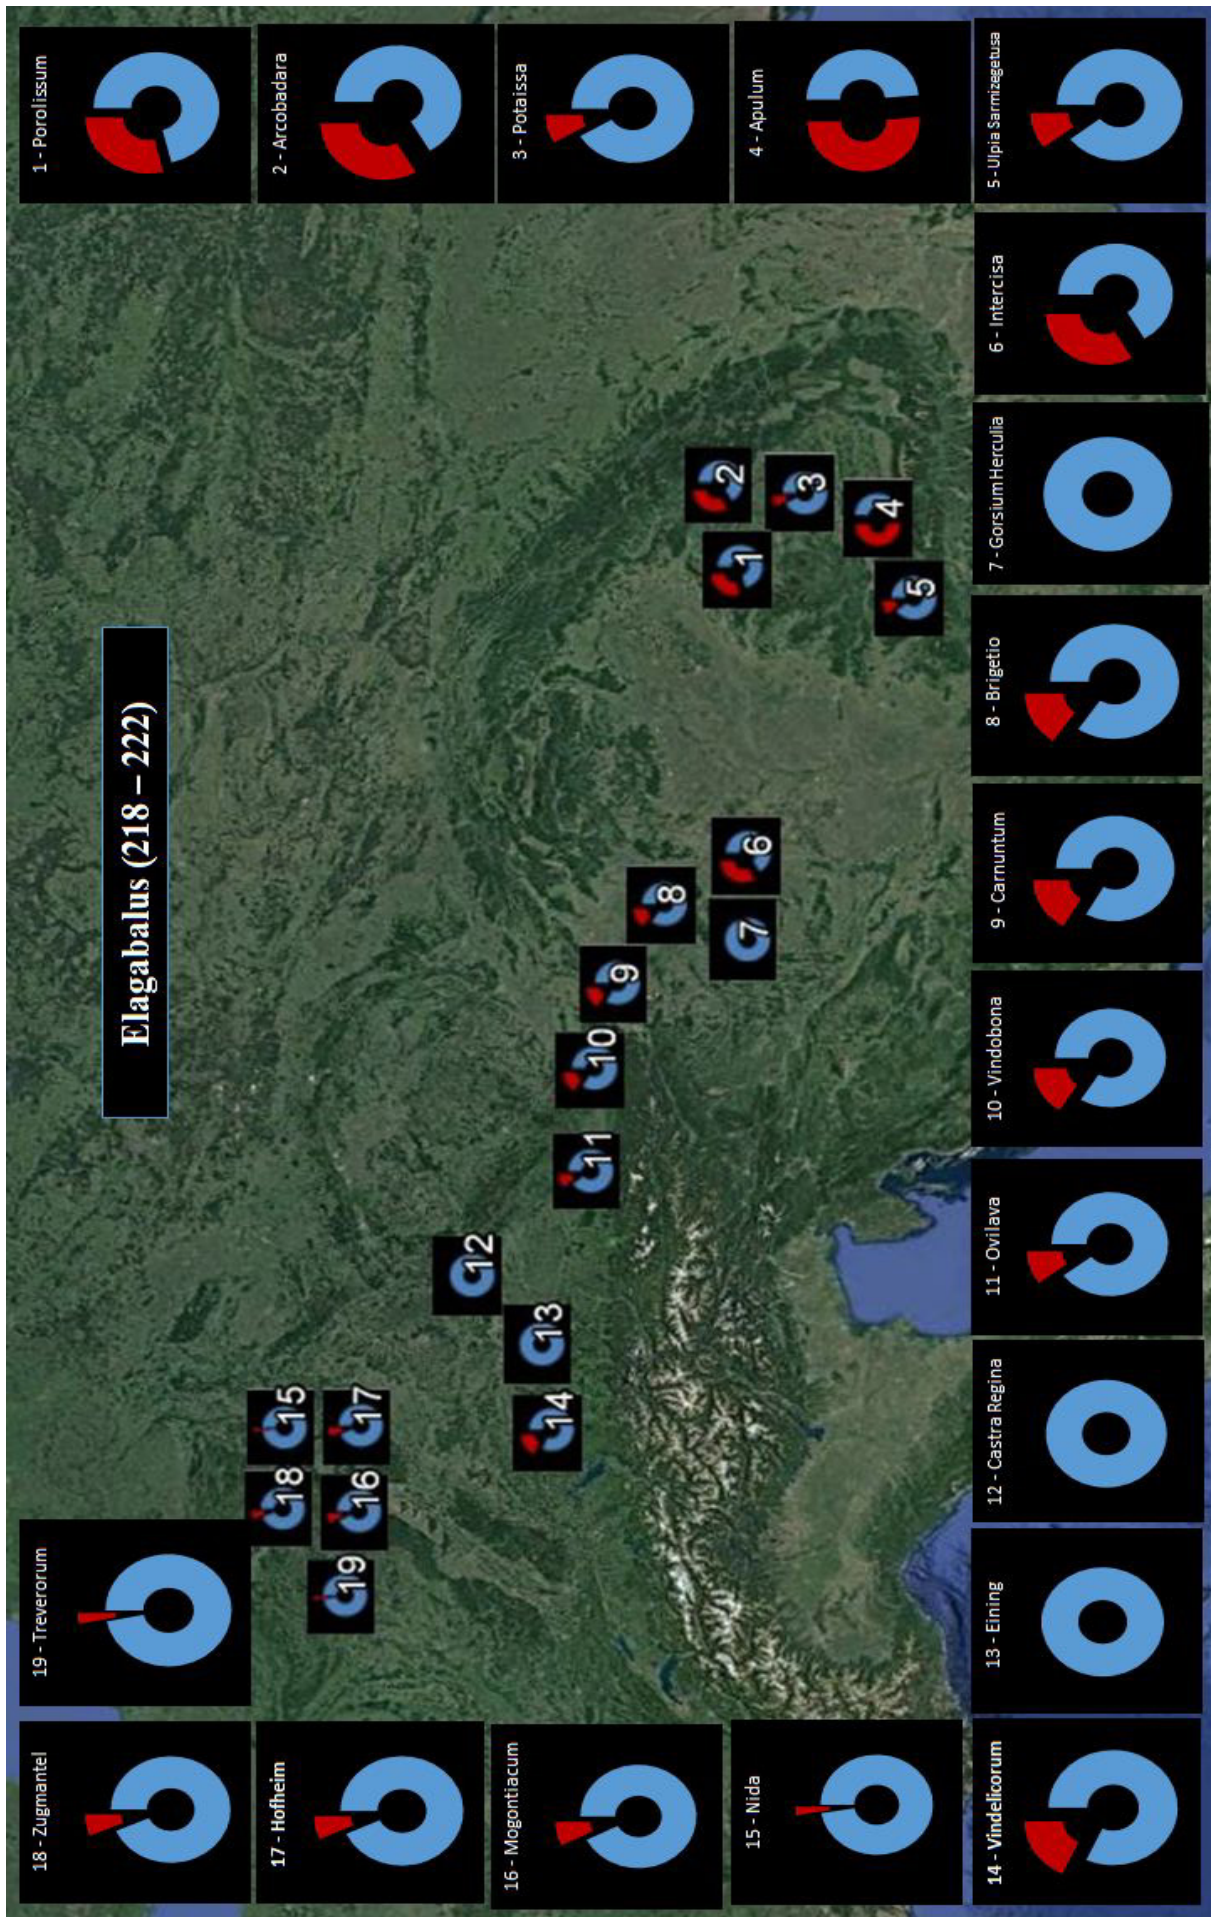 Elagabalus (218 – 222)
18 - Zugmantel
19 - Treverorum
1 - Porolissum
17 - Hofheim
2 - Arcobadara
16 - Mogontiacum
3 - Potaissa
15 - Nida
4 - Apulum
14 - Vindelicorum
13 - Eining
12 - Castra Regina
11 - Ovilava
10 - Vindobona
9 - Carnuntum
8 - Brigetio
7 - Gorsium Herculia
6 - Intercisa
5 - Ulpia Sarmizegetusa
18
15
19
16
17
12
14
13
11
10
9
8
7
6
2
1
3
4
5